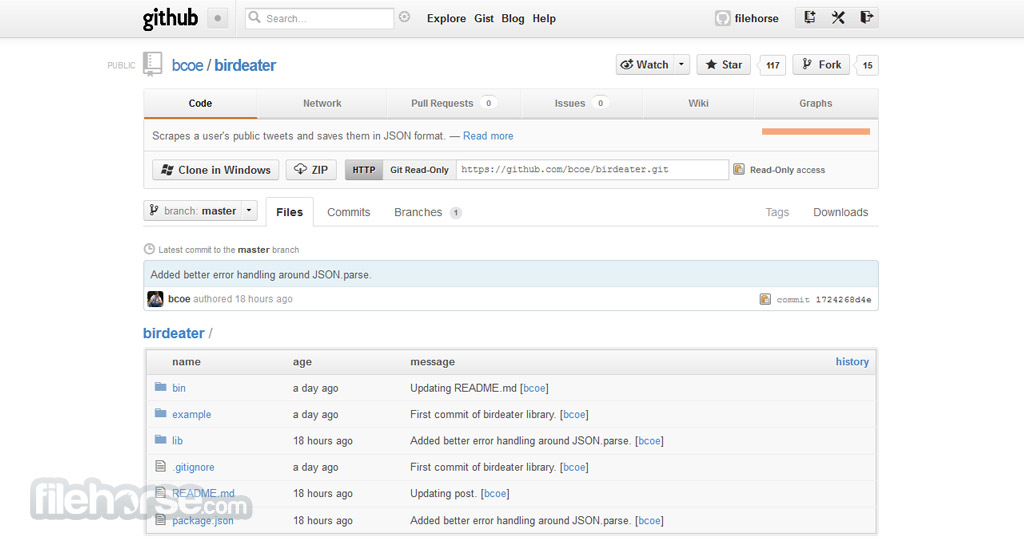 github Search... Explore Gist Blog Help filehorse
PUBLIC bcoe / birdeater Watch Star 117 Fork 15
Code Network Pull Requests 0 Issues 0 Wiki Graphs
Scrapes a user's public tweets and saves them in JSON format. — Read more
Clone in Windows ZIP HTTP Git Read-Only https://github.com/bcoe/birdeater.git Read-Only access
branch: master Files Commits Branches 1 Tags Downloads
Latest commit to the master branch
Added better error handling around JSON.parse.
bcoe authored 18 hours ago commit 1724268d4e
birdeater /
name age message history
bin a day ago Updating README.md [bcoe]
example a day ago First commit of birdeater library. [bcoe]
lib 18 hours ago Added better error handling around JSON.parse. [bcoe]
.gitignore a day ago First commit of birdeater library. [bcoe]
README.md 18 hours ago Updating post. [bcoe]
package.json 18 hours ago Added better error handling around JSON.parse. [bcoe]
filehorse.com